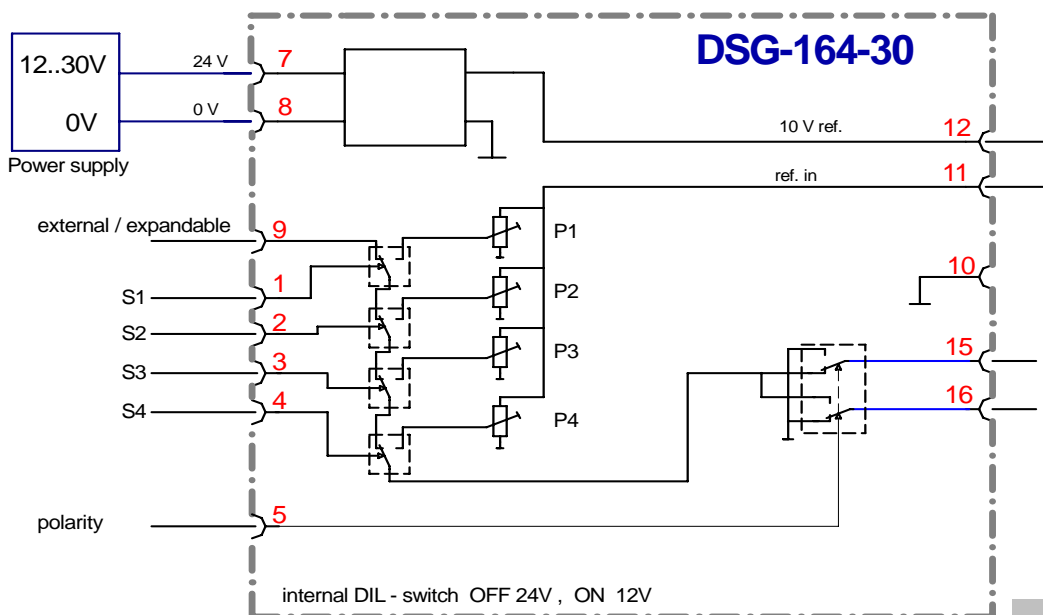 DSG-164-30
12..30V
24 V
7
0V
0 V
8
Power supply
10 V ref.
12
ref. in
11
external / expandable
9
P1
1
S1
10
P2
2
S2
P3
3
S3
15
4
S4
P4
16
polarity
5
internal DIL - switch OFF 24V , ON 12V